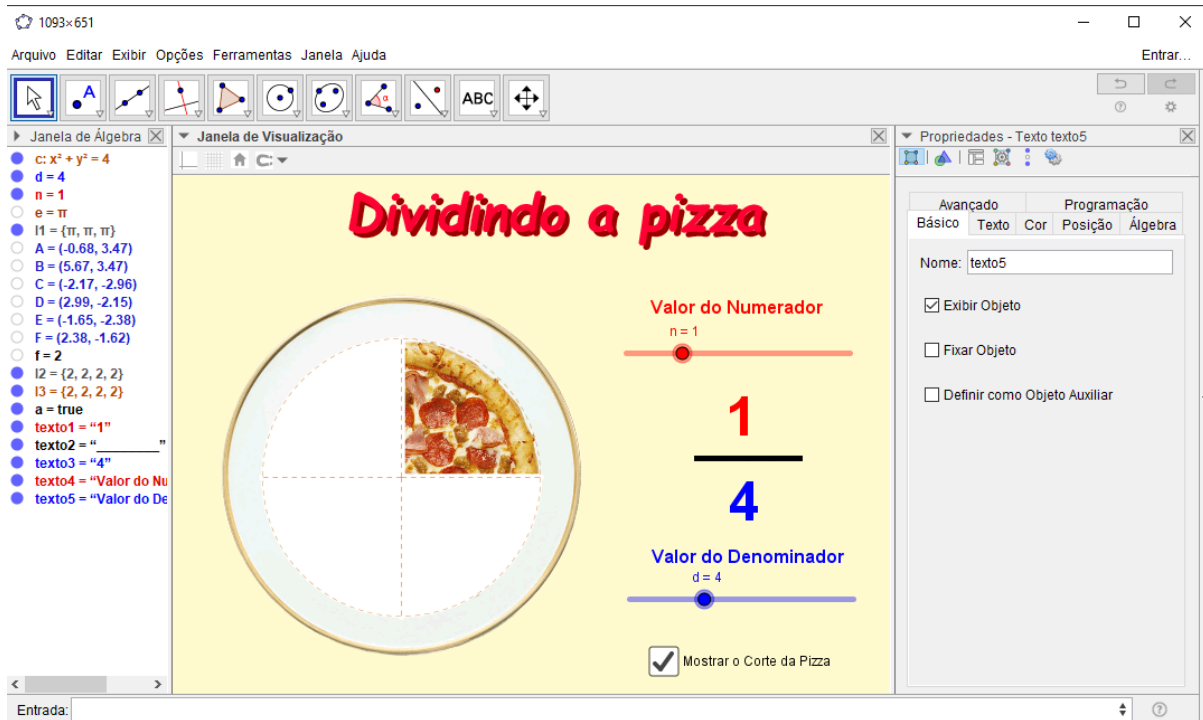 1093×651
Arquivo Editar Exibir Opções Ferramentas Janela Ajuda
Entrar...
A
α
ABC
Janela de Álgebra
c: x² + y² = 4
d = 4
n = 1
e = π
l1 = {π, π, π}
A = (-0.68, 3.47)
B = (5.67, 3.47)
C = (-2.17, -2.96)
D = (2.99, -2.15)
E = (-1.65, -2.38)
F = (2.38, -1.62)
f = 2
l2 = {2, 2, 2, 2}
l3 = {2, 2, 2, 2}
a = true
texto1 = “1”
texto2 = “_________”
texto3 = “4”
texto4 = “Valor do Nu
texto5 = “Valor do De
Janela de Visualização
Dividindo a pizza
Valor do Numerador
n = 1
1
4
Valor do Denominador
d = 4
Mostrar o Corte da Pizza
Propriedades - Texto texto5
Avançado Programação
Básico Texto Cor Posição Álgebra
Nome: texto5
Exibir Objeto
Fixar Objeto
Definir como Objeto Auxiliar
Entrada: